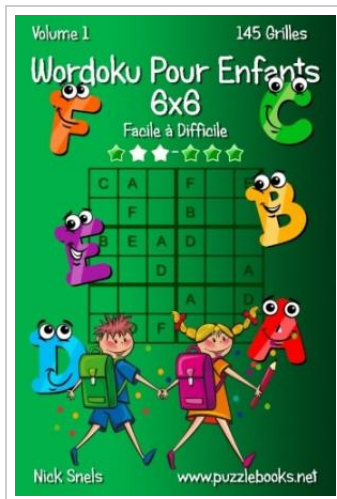 Volume 1 145 Grilles
Wordoku Pour Enfants
6x6
Facile à Difficile
F C
C A F
F B
B
B E A D
E
D A
A D
D A
F
Nick Snels www.puzzlebooks.net